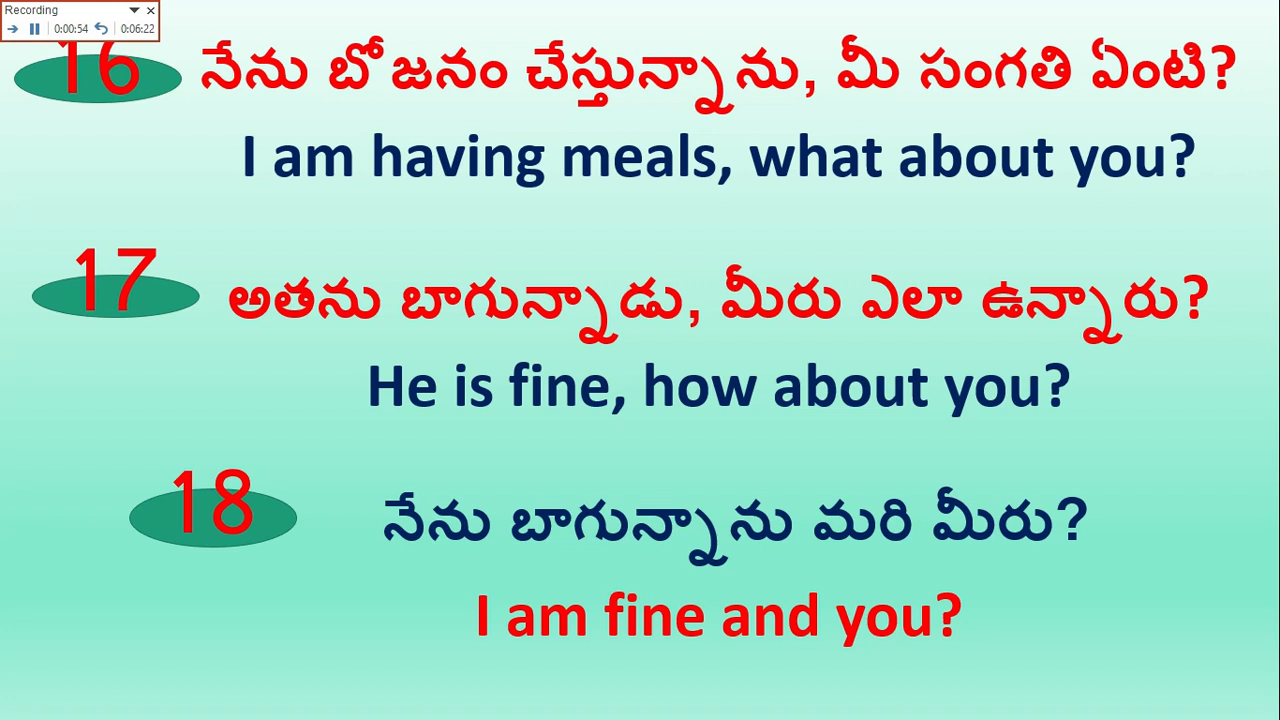 Recording
0:00:54 0:06:22
16 నేను బోజనం చేస్తున్నాను, మీ సంగతి ఏంటి?
I am having meals, what about you?
17 అతను బాగున్నాడు, మీరు ఎలా ఉన్నారు?
He is fine, how about you?
18 నేను బాగున్నాను మరి మీరు?
I am fine and you?